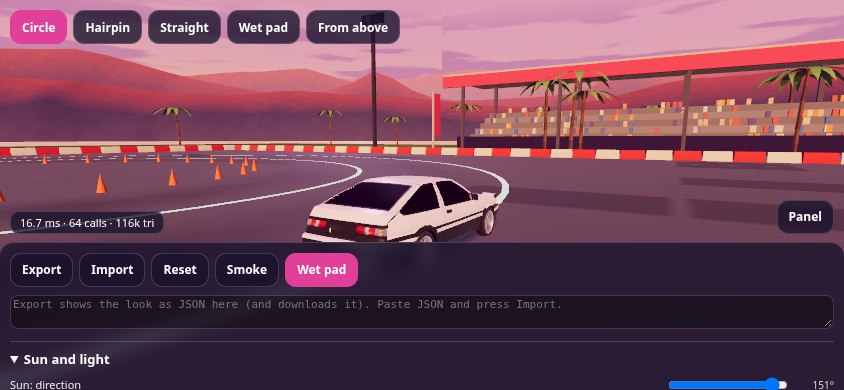 Circle Hairpin Straight Wet pad From above
16.7 ms · 64 calls · 116k tri
Panel
Export Import Reset Smoke Wet pad
Export shows the look as JSON here (and downloads it). Paste JSON and press Import.
▼ Sun and light
Sun: direction 151°